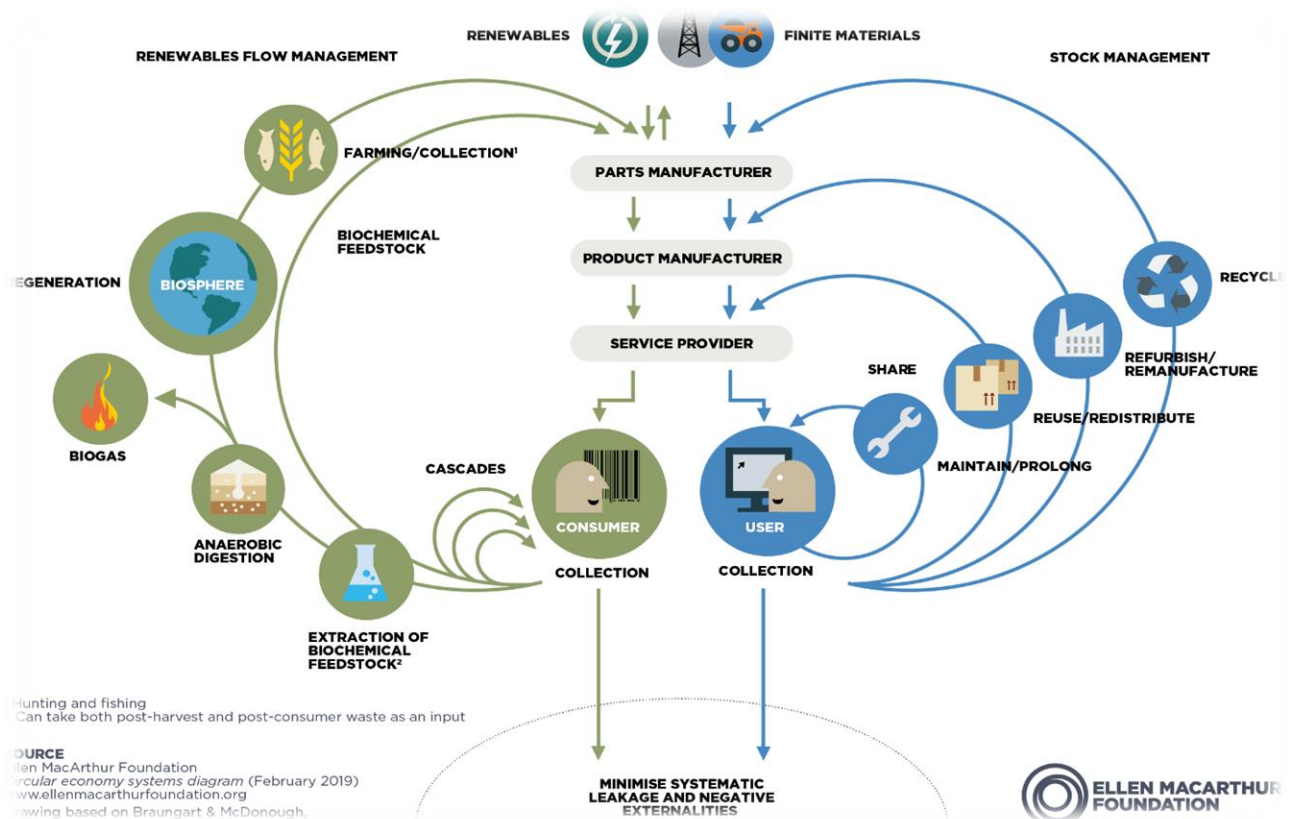 RENEWABLES
FINITE MATERIALS
RENEWABLES FLOW MANAGEMENT
STOCK MANAGEMENT
FARMING/COLLECTION¹
PARTS MANUFACTURER
BIOCHEMICAL
FEEDSTOCK
PRODUCT MANUFACTURER
EGENERATION
BIOSPHERE
RECYCLE
SERVICE PROVIDER
SHARE
REFURBISH/
REMANUFACTURE
REUSE/REDISTRIBUTE
BIOGAS
CASCADES
MAINTAIN/PROLONG
CONSUMER
USER
ANAEROBIC
DIGESTION
COLLECTION
COLLECTION
EXTRACTION OF
BIOCHEMICAL
FEEDSTOCK²
Hunting and fishing
Can take both post-harvest and post-consumer waste as an input
OURCE
llen MacArthur Foundation
rcular economy systems diagram (February 2019)
www.ellenmacarthurfoundation.org
rawing based on Braungart & McDonough,
MINIMISE SYSTEMATIC
LEAKAGE AND NEGATIVE
EXTERNALITIES
ELLEN MACARTHUR
FOUNDATION